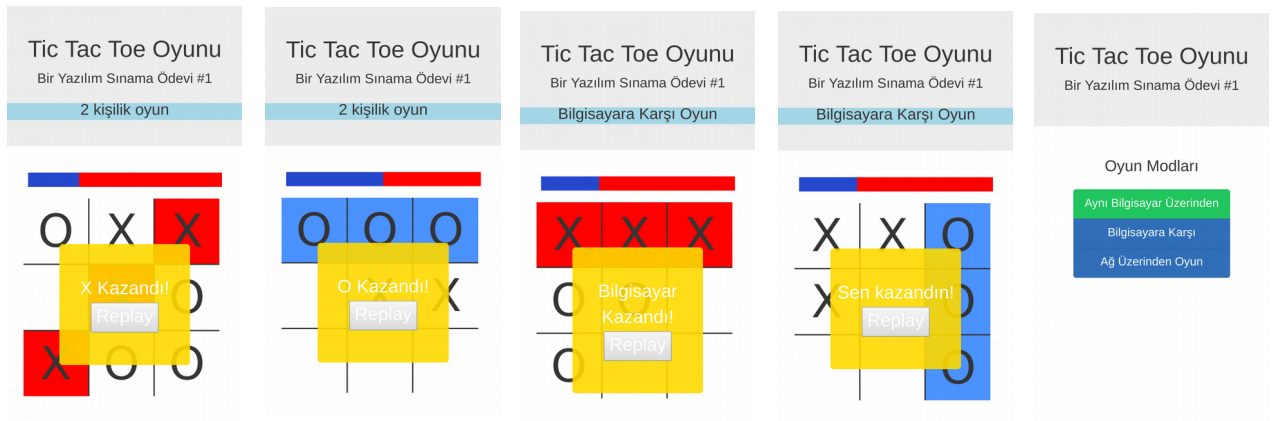 Tic Tac Toe Oyunu
Bir Yazılım Sınama Ödevi #1
2 kişilik oyun
O X X
X Kazandı!
O
Replay
X O O
Tic Tac Toe Oyunu
Bir Yazılım Sınama Ödevi #1
2 kişilik oyun
O O O
O Kazandı!
X X
Replay
Tic Tac Toe Oyunu
Bir Yazılım Sınama Ödevi #1
Bilgisayara Karşı Oyun
X X X
Bilgisayar
O O
Kazandı!
Replay
O
Tic Tac Toe Oyunu
Bir Yazılım Sınama Ödevi #1
Bilgisayara Karşı Oyun
X X O
Sen kazandın!
X O
Replay
O
Tic Tac Toe Oyunu
Bir Yazılım Sınama Ödevi #1
Oyun Modları
Aynı Bilgisayar Üzerinden
Bilgisayara Karşı
Ağ Üzerinden Oyun